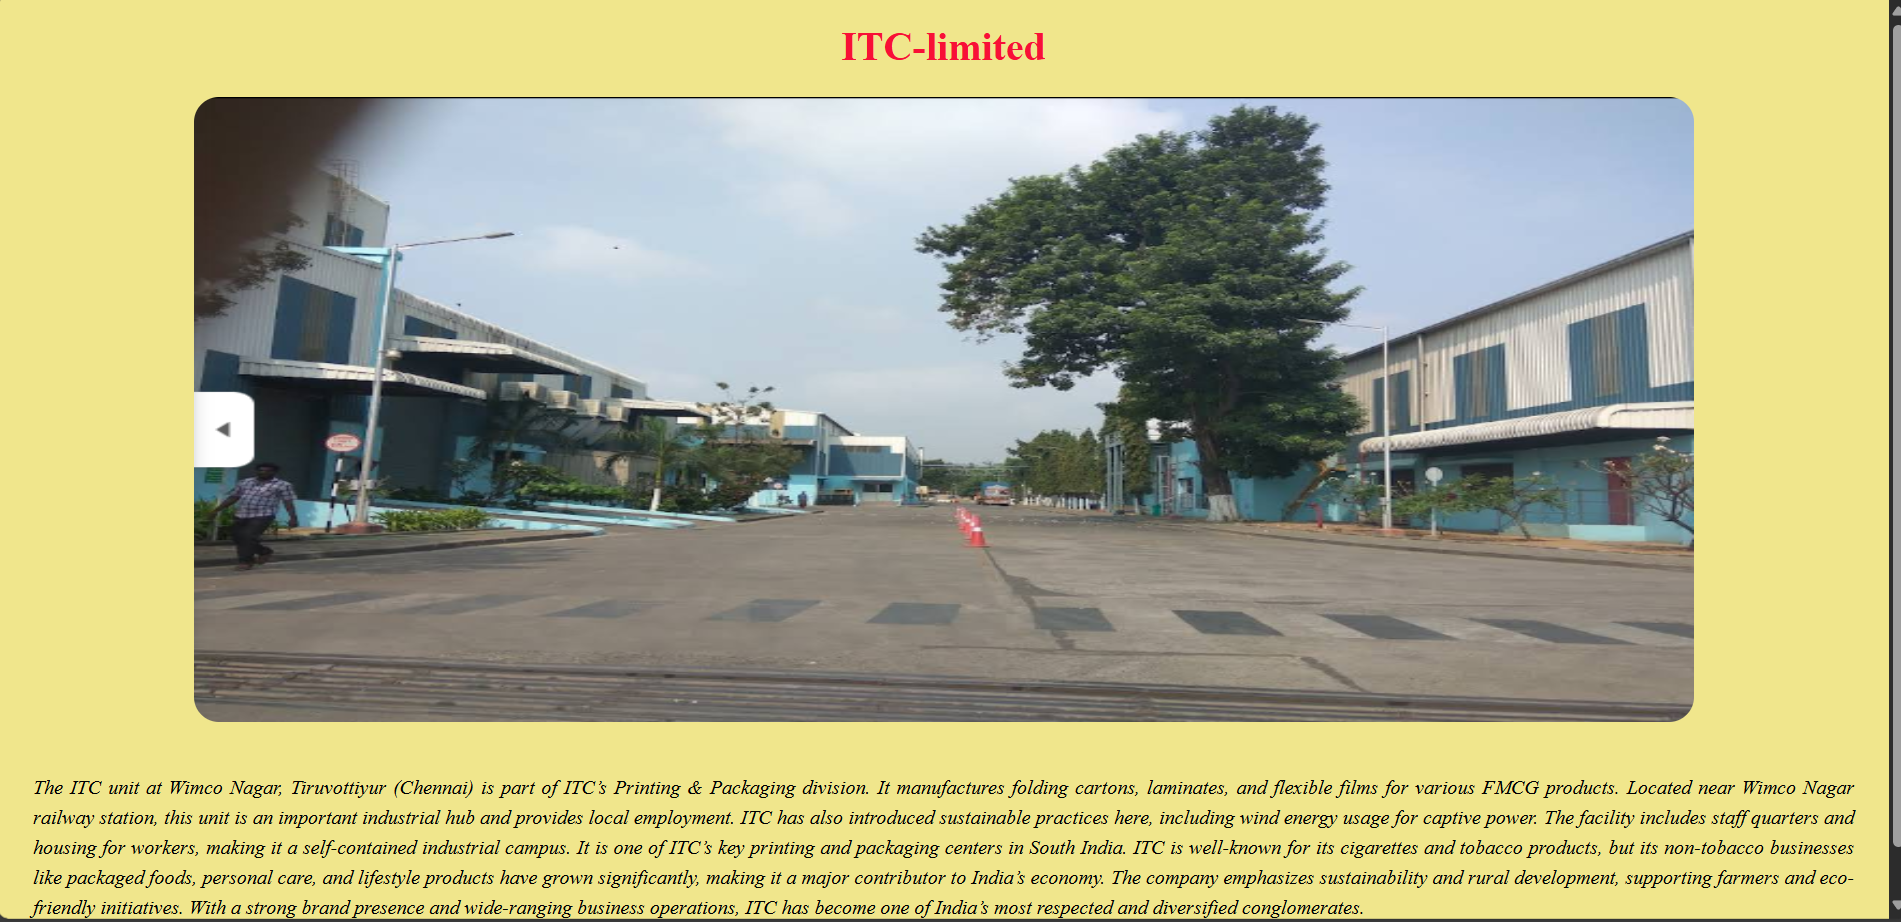 ITC-limited
The ITC unit at Wimco Nagar, Tiruvottiyur (Chennai) is part of ITC’s Printing & Packaging division. It manufactures folding cartons, laminates, and flexible films for various FMCG products. Located near Wimco Nagar
railway station, this unit is an important industrial hub and provides local employment. ITC has also introduced sustainable practices here, including wind energy usage for captive power. The facility includes staff quarters and
housing for workers, making it a self-contained industrial campus. It is one of ITC’s key printing and packaging centers in South India. ITC is well-known for its cigarettes and tobacco products, but its non-tobacco businesses
like packaged foods, personal care, and lifestyle products have grown significantly, making it a major contributor to India’s economy. The company emphasizes sustainability and rural development, supporting farmers and eco-
friendly initiatives. With a strong brand presence and wide-ranging business operations, ITC has become one of India’s most respected and diversified conglomerates.